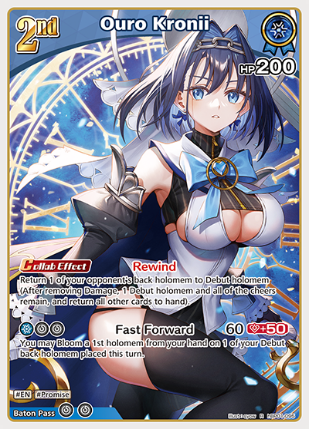 2nd
Ouro Kronii
HP200
Collab Effect
Rewind
Return 1 of your opponent's back holomem to Debut holomem
(After removing Damage, 1 Debut holomem and all of the cheers
remain, and return all other cards to hand).
Fast Forward 60 +50
You may Bloom a 1st holomem from your hand on 1 of your Debut
back holomem placed this turn.
#EN #Promise
Baton Pass
R